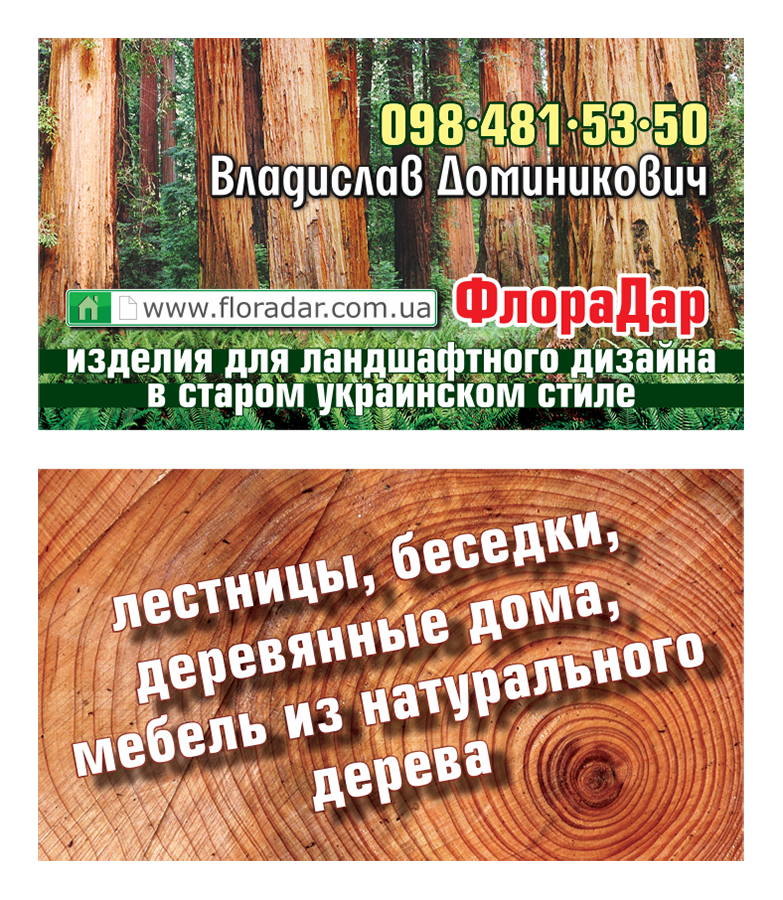 098·481·53·50
Владислав Доминикович
www.floradar.com.ua
ФлораДар
изделия для ландшафтного дизайна
в старом украинском стиле
лестницы, беседки,
деревянные дома,
мебель из натурального
дерева